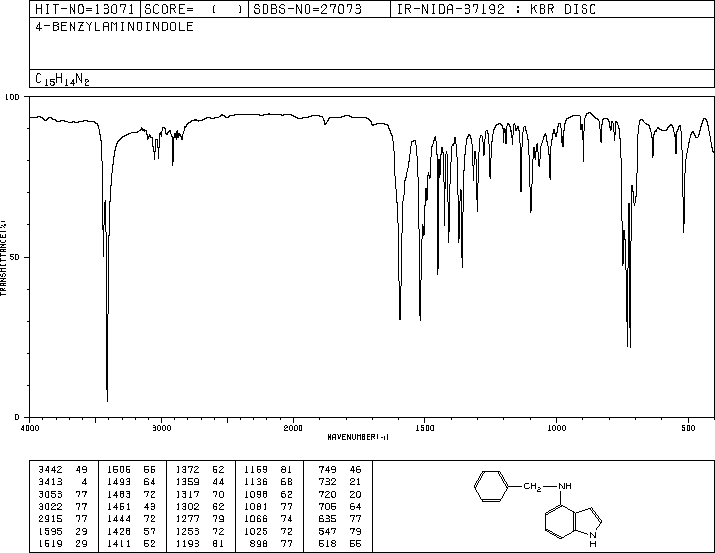 HIT-NO=13071 SCORE= ( ) SDBS-NO=27073 IR-NIDA-37192 : KBR DISC
4-BENZYLAMINOINDOLE
C15H14N2
100
50
0
TRANSMITTANCE(%)
4000 3000 2000 1500 1000 500
WAVENUMBER(-1)
3442 49 1506 56 1372 52 1169 81 749 46
3413 4 1493 64 1359 44 1136 68 732 21
3053 77 1483 72 1317 70 1098 62 720 20
3022 77 1451 43 1302 62 1081 77 706 64
2915 77 1444 72 1277 79 1066 74 635 77
1595 29 1428 57 1253 72 1025 72 547 79
1519 29 1411 52 1193 81 898 77 518 56
CH2 NH
N
H